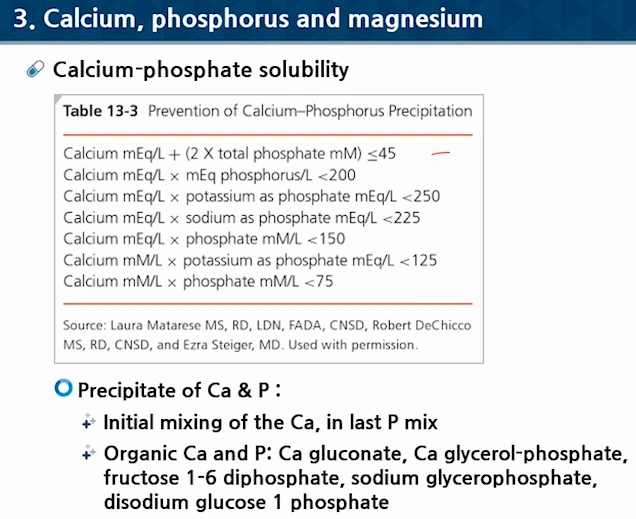 3. Calcium, phosphorus and magnesium
Calcium-phosphate solubility
Table 13-3 Prevention of Calcium–Phosphorus Precipitation
Calcium mEq/L + (2 X total phosphate mM) ≤45
Calcium mEq/L × mEq phosphorus/L <200
Calcium mEq/L × potassium as phosphate mEq/L <250
Calcium mEq/L × sodium as phosphate mEq/L <225
Calcium mEq/L × phosphate mM/L <150
Calcium mM/L × potassium as phosphate mEq/L <125
Calcium mM/L × phosphate mM/L <75
Source: Laura Matarese MS, RD, LDN, FADA, CNSD, Robert DeChicco
MS, RD, CNSD, and Ezra Steiger, MD. Used with permission.
Precipitate of Ca & P :
Initial mixing of the Ca, in last P mix
Organic Ca and P: Ca gluconate, Ca glycerol-phosphate,
fructose 1-6 diphosphate, sodium glycerophosphate,
disodium glucose 1 phosphate